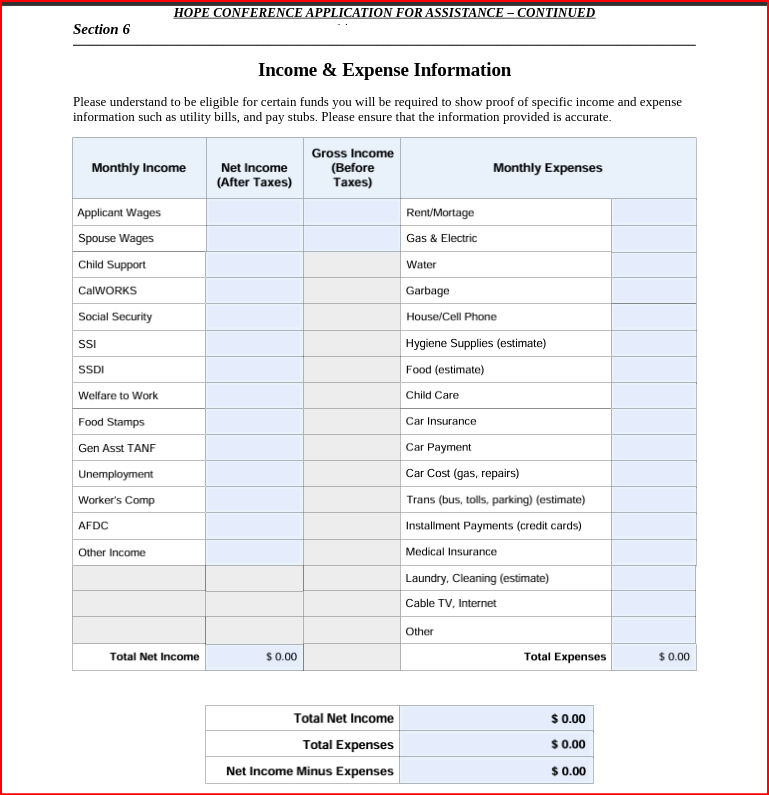 HOPE CONFERENCE APPLICATION FOR ASSISTANCE – CONTINUED
Section 6
Income & Expense Information
Please understand to be eligible for certain funds you will be required to show proof of specific income and expense
information such as utility bills, and pay stubs. Please ensure that the information provided is accurate.
Monthly Income Net Income (After Taxes) Gross Income (Before Taxes) Monthly Expenses
Applicant Wages Rent/Mortage
Spouse Wages Gas & Electric
Child Support Water
CalWORKS Garbage
Social Security House/Cell Phone
SSI Hygiene Supplies (estimate)
SSDI Food (estimate)
Welfare to Work Child Care
Food Stamps Car Insurance
Gen Asst TANF Car Payment
Unemployment Car Cost (gas, repairs)
Worker's Comp Trans (bus, tolls, parking) (estimate)
AFDC Installment Payments (credit cards)
Other Income Medical Insurance
Laundry, Cleaning (estimate)
Cable TV, Internet
Other
Total Net Income $ 0.00 Total Expenses $ 0.00
Total Net Income $ 0.00
Total Expenses $ 0.00
Net Income Minus Expenses $ 0.00